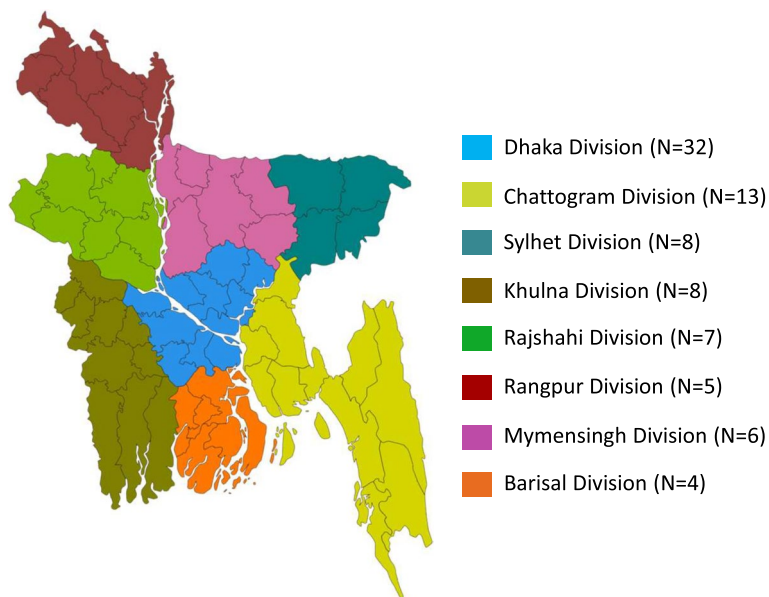 Dhaka Division (N=32)
Chattogram Division (N=13)
Sylhet Division (N=8)
Khulna Division (N=8)
Rajshahi Division (N=7)
Rangpur Division (N=5)
Mymensingh Division (N=6)
Barisal Division (N=4)